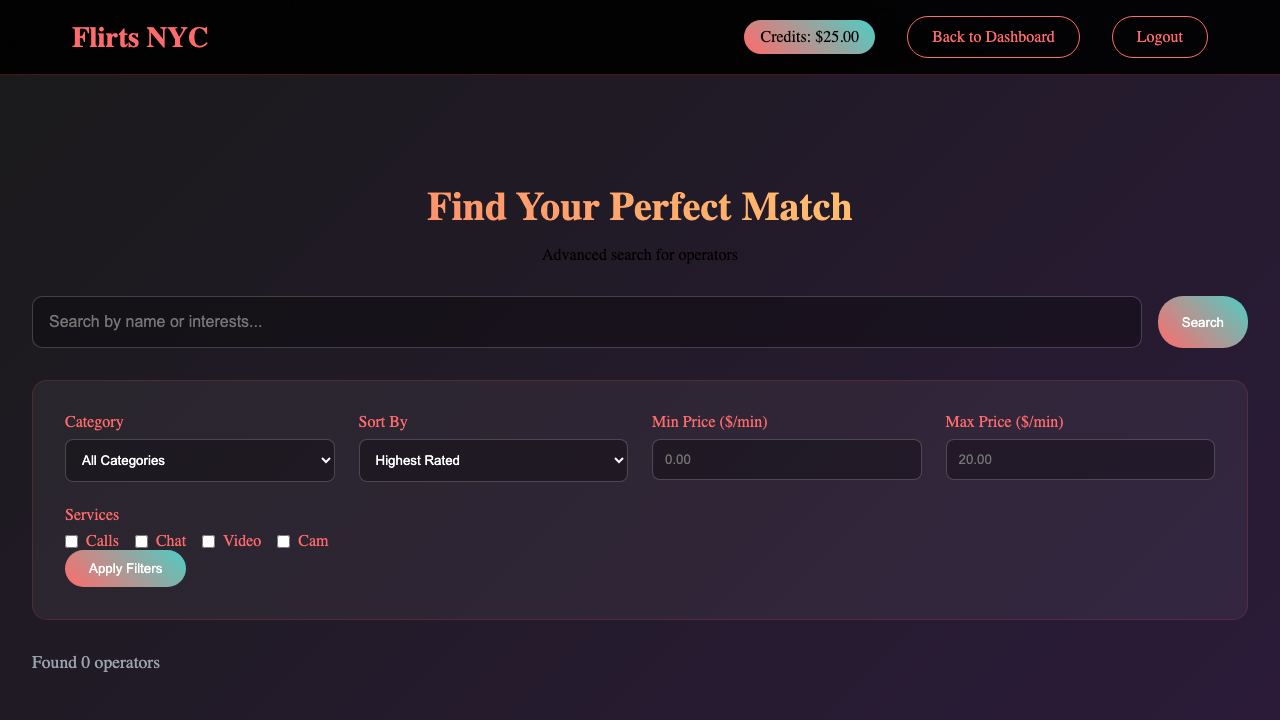 Flirts NYC
Credits: $25.00
Back to Dashboard
Logout
Find Your Perfect Match
Advanced search for operators
Search by name or interests...
Search
Category
Sort By
Min Price ($/min)
Max Price ($/min)
All Categories
Highest Rated
0.00
20.00
Services
Calls
Chat
Video
Cam
Apply Filters
Found 0 operators